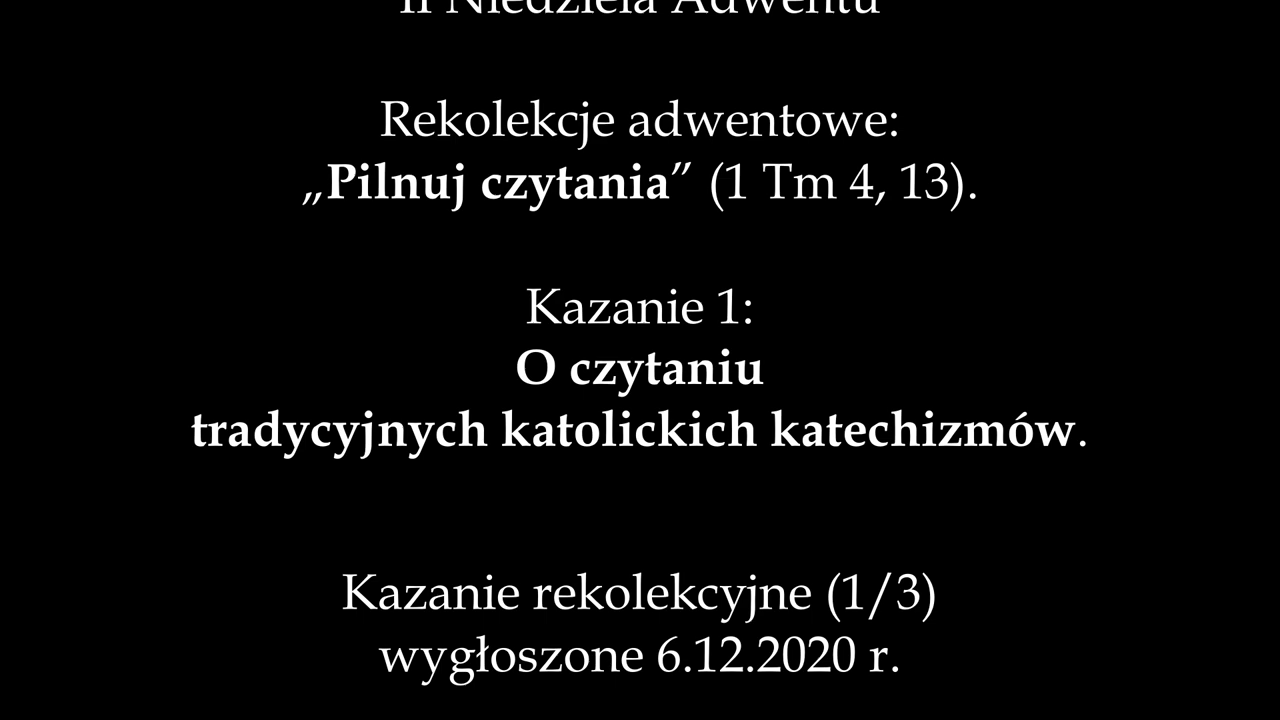 II Niedziela Adwentu
Rekolekcje adwentowe:
„Pilnuj czytania” (1 Tm 4, 13).
Kazanie 1:
O czytaniu
tradycyjnych katolickich katechizmów.
Kazanie rekolekcyjne (1/3)
wygłoszone 6.12.2020 r.